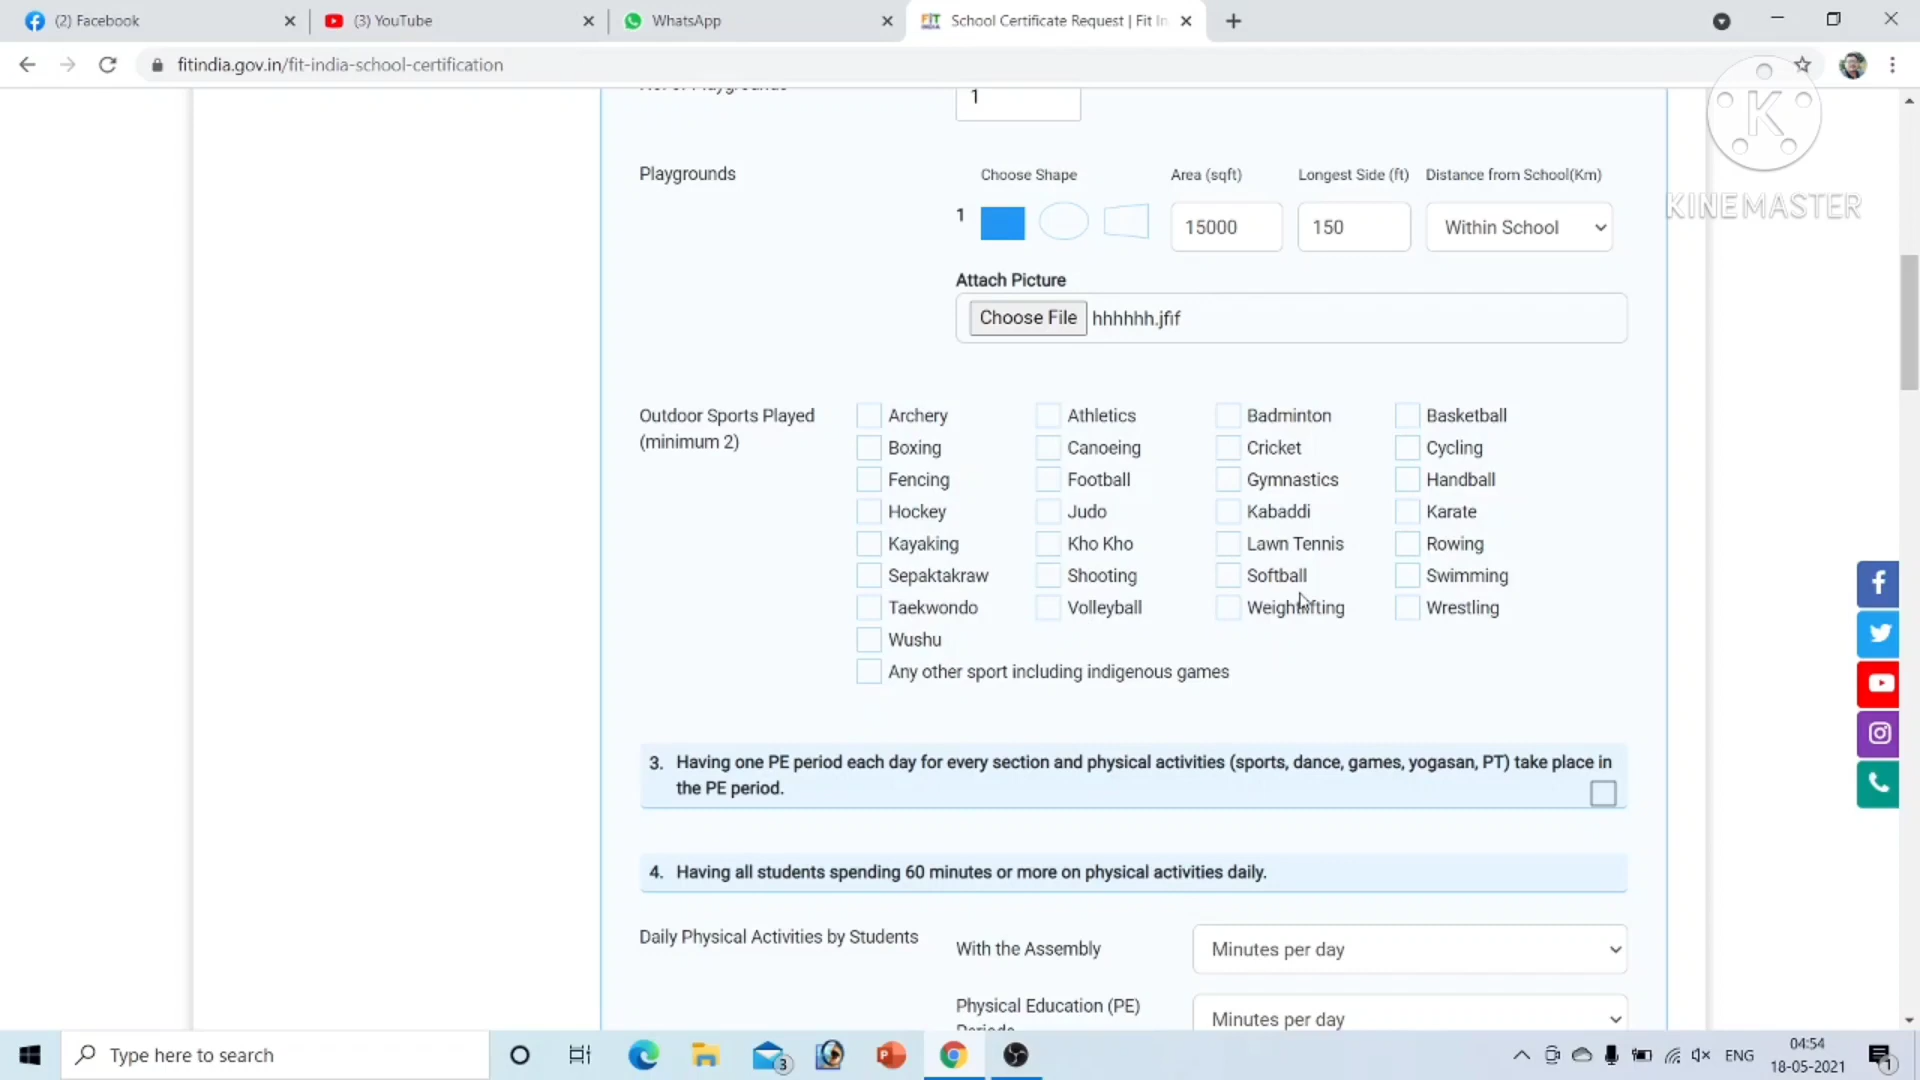 (2) Facebook
(3) YouTube
WhatsApp
School Certificate Request | Fit In
fitindia.gov.in/fit-india-school-certification
1
K
KINEMASTER
Playgrounds
Choose Shape
Area (sqft)
Longest Side (ft)
Distance from School(Km)
1
15000
150
Within School
Attach Picture
Choose File hhhhhh.jfif
Outdoor Sports Played
(minimum 2)
Archery
Athletics
Badminton
Basketball
Boxing
Canoeing
Cricket
Cycling
Fencing
Football
Gymnastics
Handball
Hockey
Judo
Kabaddi
Karate
Kayaking
Kho Kho
Lawn Tennis
Rowing
Sepaktakraw
Shooting
Softball
Swimming
Taekwondo
Volleyball
Weightlifting
Wrestling
Wushu
Any other sport including indigenous games
3. Having one PE period each day for every section and physical activities (sports, dance, games, yogasan, PT) take place in
the PE period.
4. Having all students spending 60 minutes or more on physical activities daily.
Daily Physical Activities by Students
With the Assembly
Minutes per day
Physical Education (PE)
Minutes per day
Type here to search
3
ENG
04:54
18-05-2021
1